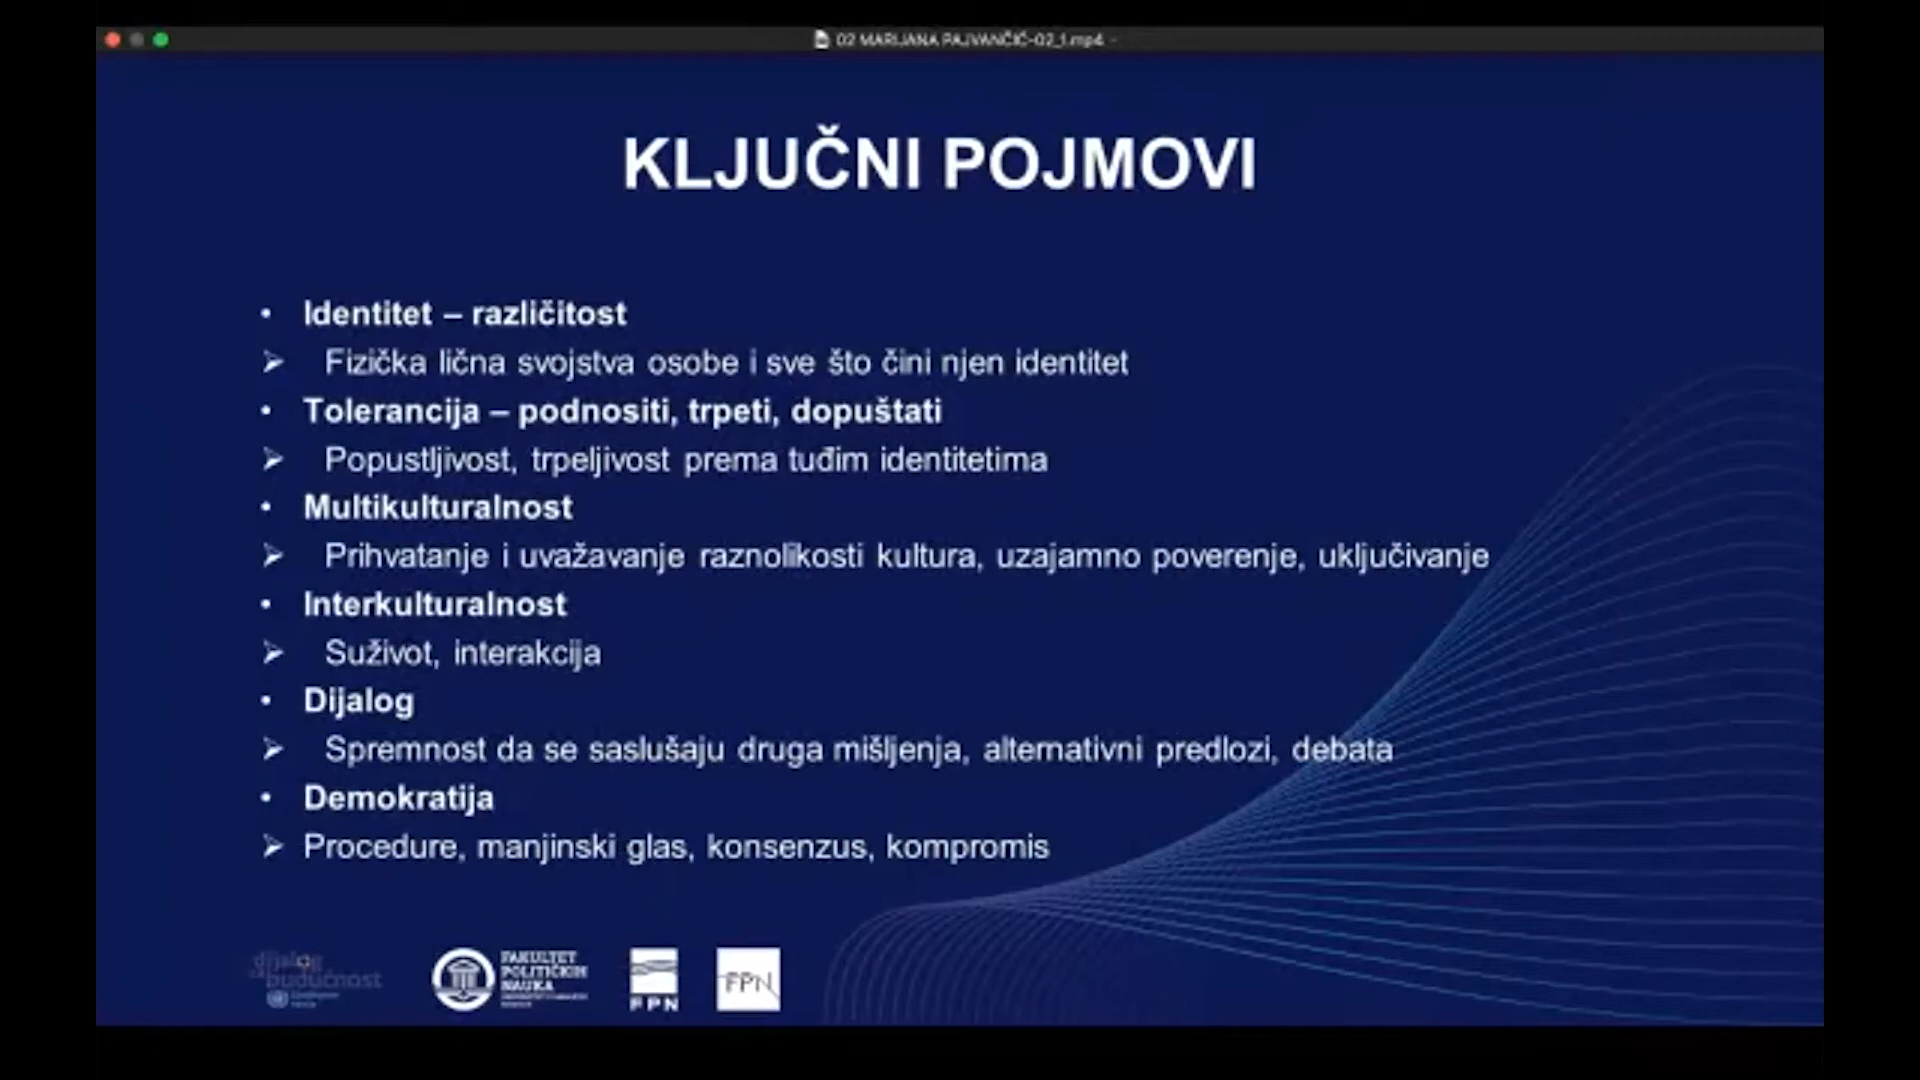 02 MARIJANA PAJVANČIĆ-02_1.mp4
KLJUČNI POJMOVI
• Identitet – različitost
➢ Fizička lična svojstva osobe i sve što čini njen identitet
• Tolerancija – podnositi, trpeti, dopuštati
➢ Popustljivost, trpeljivost prema tuđim identitetima
• Multikulturalnost
➢ Prihvatanje i uvažavanje raznolikosti kultura, uzajamno poverenje, uključivanje
• Interkulturalnost
➢ Suživot, interakcija
• Dijalog
➢ Spremnost da se saslušaju druga mišljenja, alternativni predlozi, debata
• Demokratija
➢ Procedure, manjinski glas, konsenzus, kompromis
dijalog
za budućnost
FAKULTET
POLITIČKIH
NAUKA
FPN
FPN